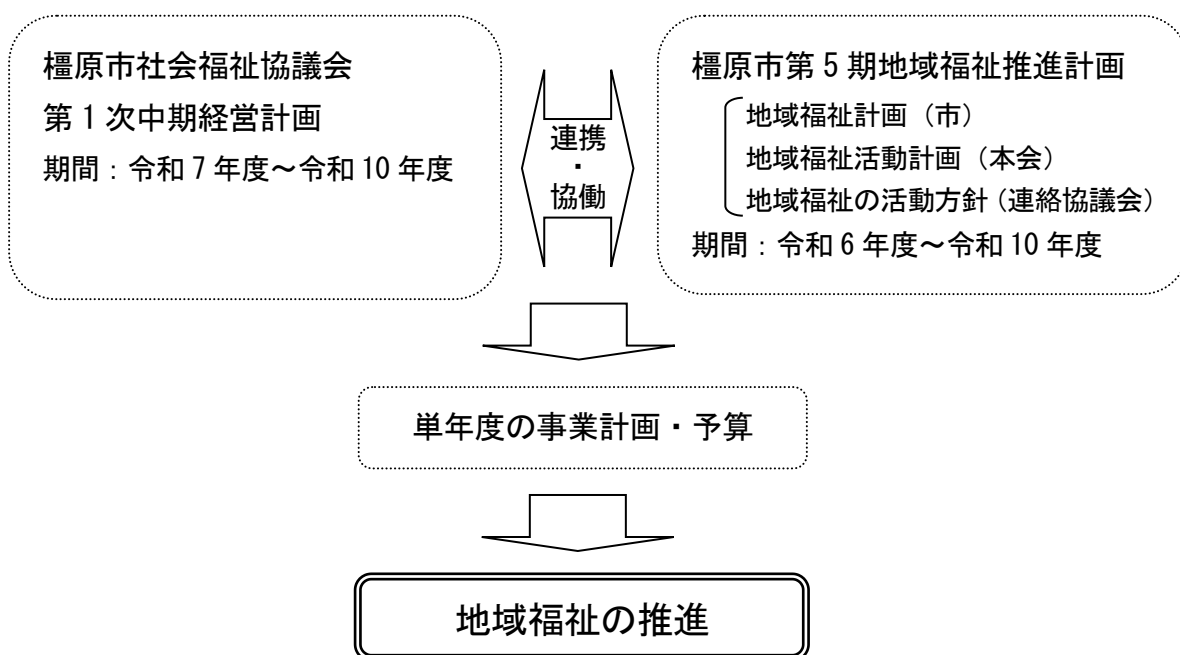 橿原市社会福祉協議会
第1次中期経営計画
期間：令和7年度～令和10年度
連携
・
協働
橿原市第5期地域福祉推進計画
地域福祉計画（市）
地域福祉活動計画（本会）
地域福祉の活動方針（連絡協議会）
期間：令和6年度～令和10年度
単年度の事業計画・予算
地域福祉の推進